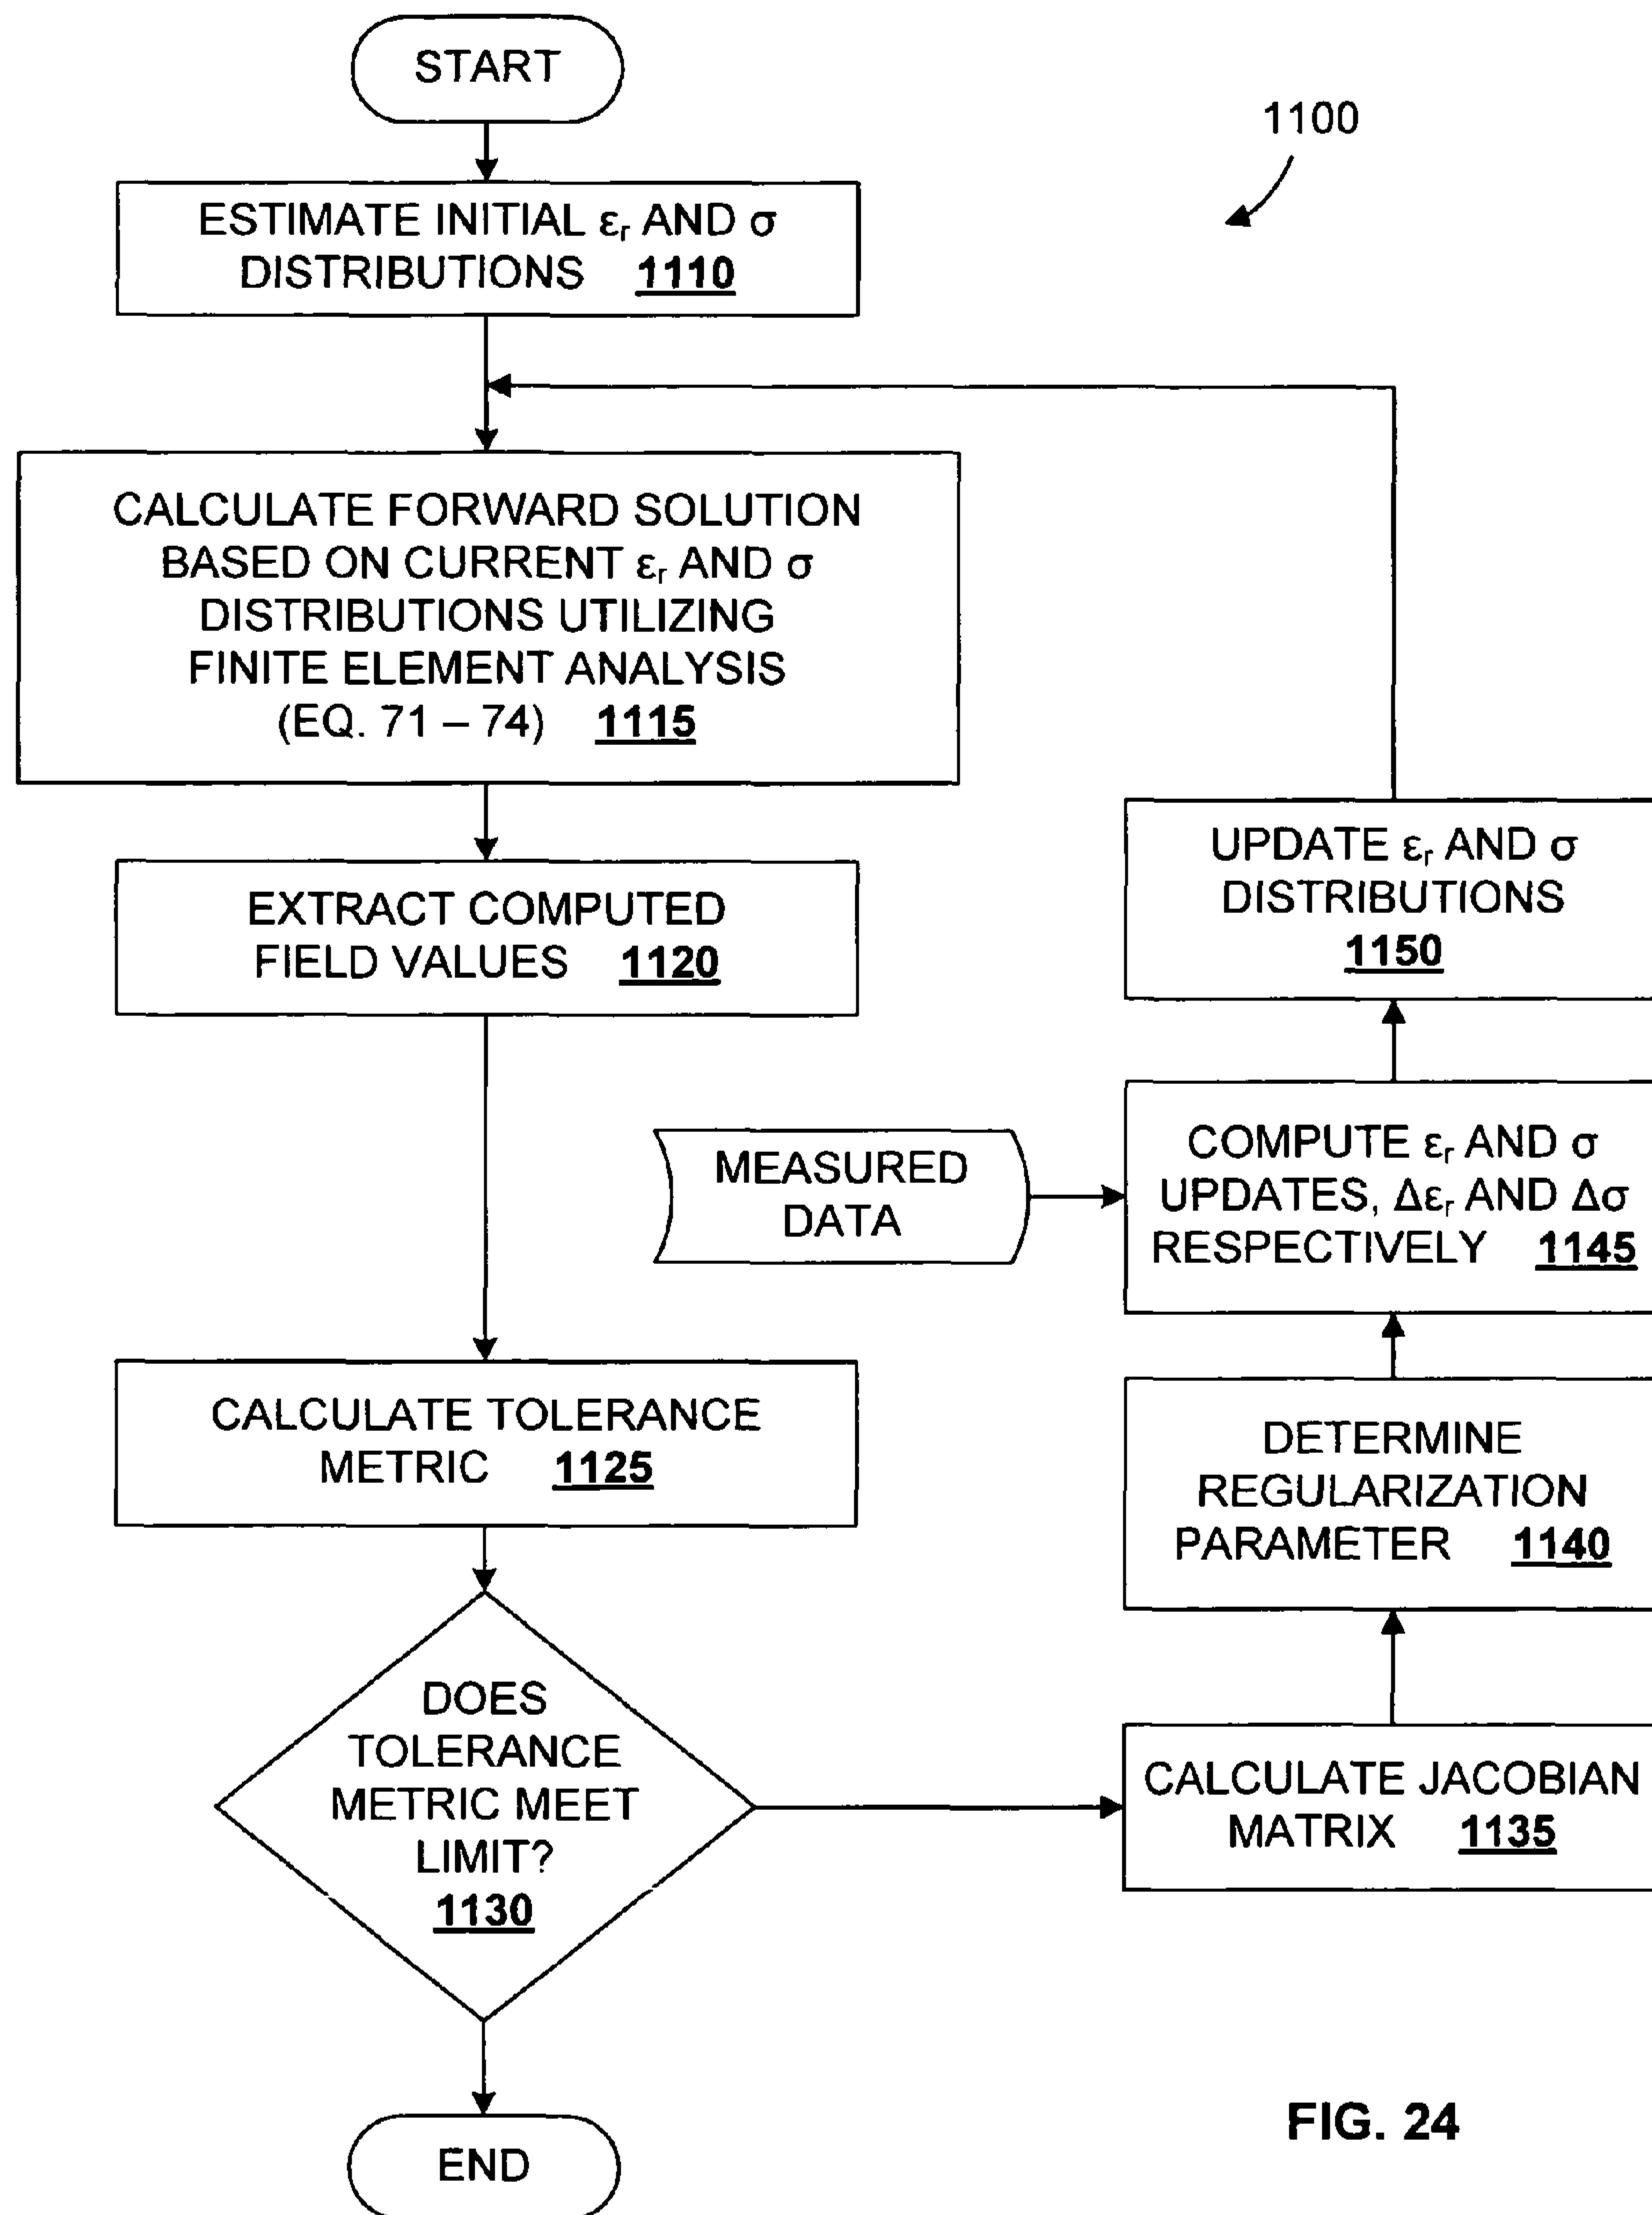 START
1100
ESTIMATE INITIAL εr AND σ
DISTRIBUTIONS 1110
CALCULATE FORWARD SOLUTION
BASED ON CURRENT εr AND σ
DISTRIBUTIONS UTILIZING
FINITE ELEMENT ANALYSIS
(EQ. 71 – 74) 1115
EXTRACT COMPUTED
FIELD VALUES 1120
CALCULATE TOLERANCE
METRIC 1125
DOES
TOLERANCE
METRIC MEET
LIMIT?
1130
END
CALCULATE JACOBIAN
MATRIX 1135
DETERMINE
REGULARIZATION
PARAMETER 1140
MEASURED
DATA
COMPUTE εr AND σ
UPDATES, Δεr AND Δσ
RESPECTIVELY 1145
UPDATE εr AND σ
DISTRIBUTIONS
1150
FIG. 24